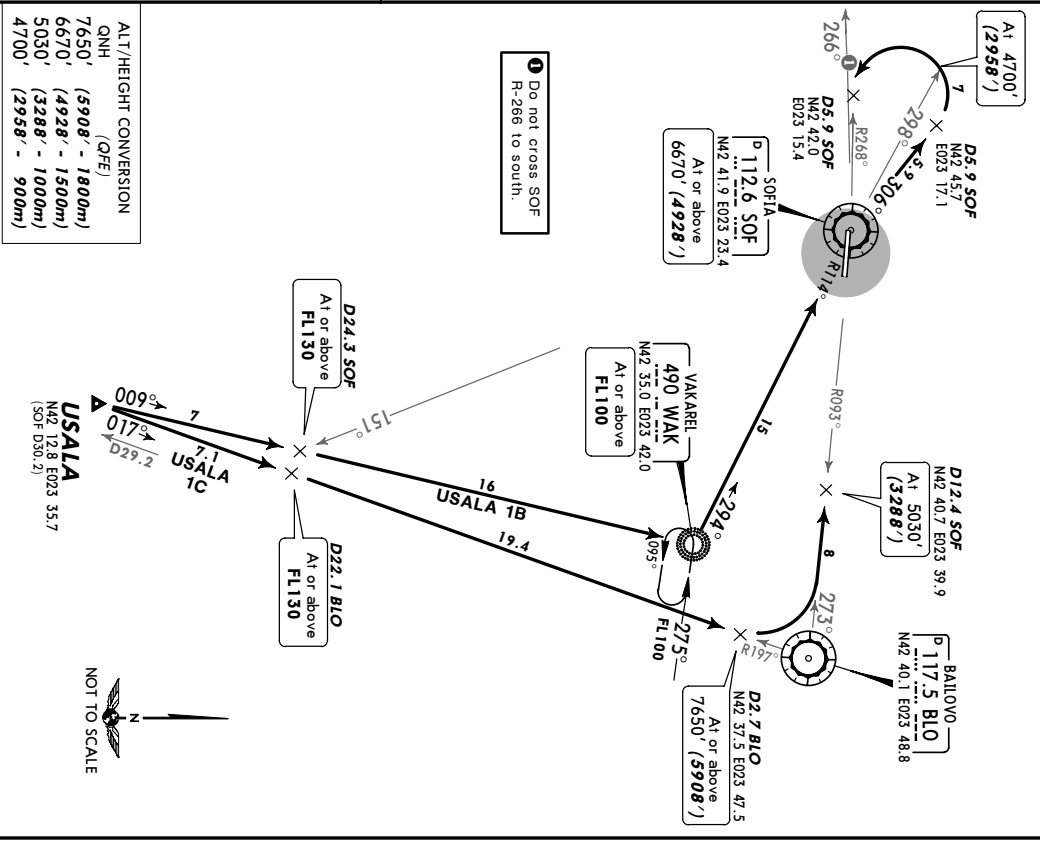 At 4700'
(2958')
7
298°
266°
1
D5.9 SOF
N42 45.7
E023 17.1
5.9
306°
R268°
D5.9 SOF
N42 42.0
E023 15.4
SOFIA
D
112.6 SOF
N42 41.9 E023 23.4
At or above
6670' (4928')
R114°
1 Do not cross SOF
R-266 to south.
R093°
D12.4 SOF
N42 40.7 E023 39.9
At 5030'
(3288')
8
273°
BAILOVO
D
117.5 BLO
N42 40.1 E023 48.8
R197°
D2.7 BLO
N42 37.5 E023 47.5
At or above
7650' (5908')
15
294°
VAKAREL
490 WAK
N42 35.0 E023 42.0
At or above
FL100
095°
275°
FL100
16
USALA 1B
19.4
151°
D24.3 SOF
At or above
FL130
D22.1 BLO
At or above
FL130
009°
7
017°
7.1
USALA
1C
D29.2
USALA
N42 12.8 E023 35.7
(SOF D30.2)
N
NOT TO SCALE
ALT/HEIGHT CONVERSION
QNH (QFE)
7650' (5908' - 1800m)
6670' (4928' - 1500m)
5030' (3288' - 1000m)
4700' (2958' - 900m)